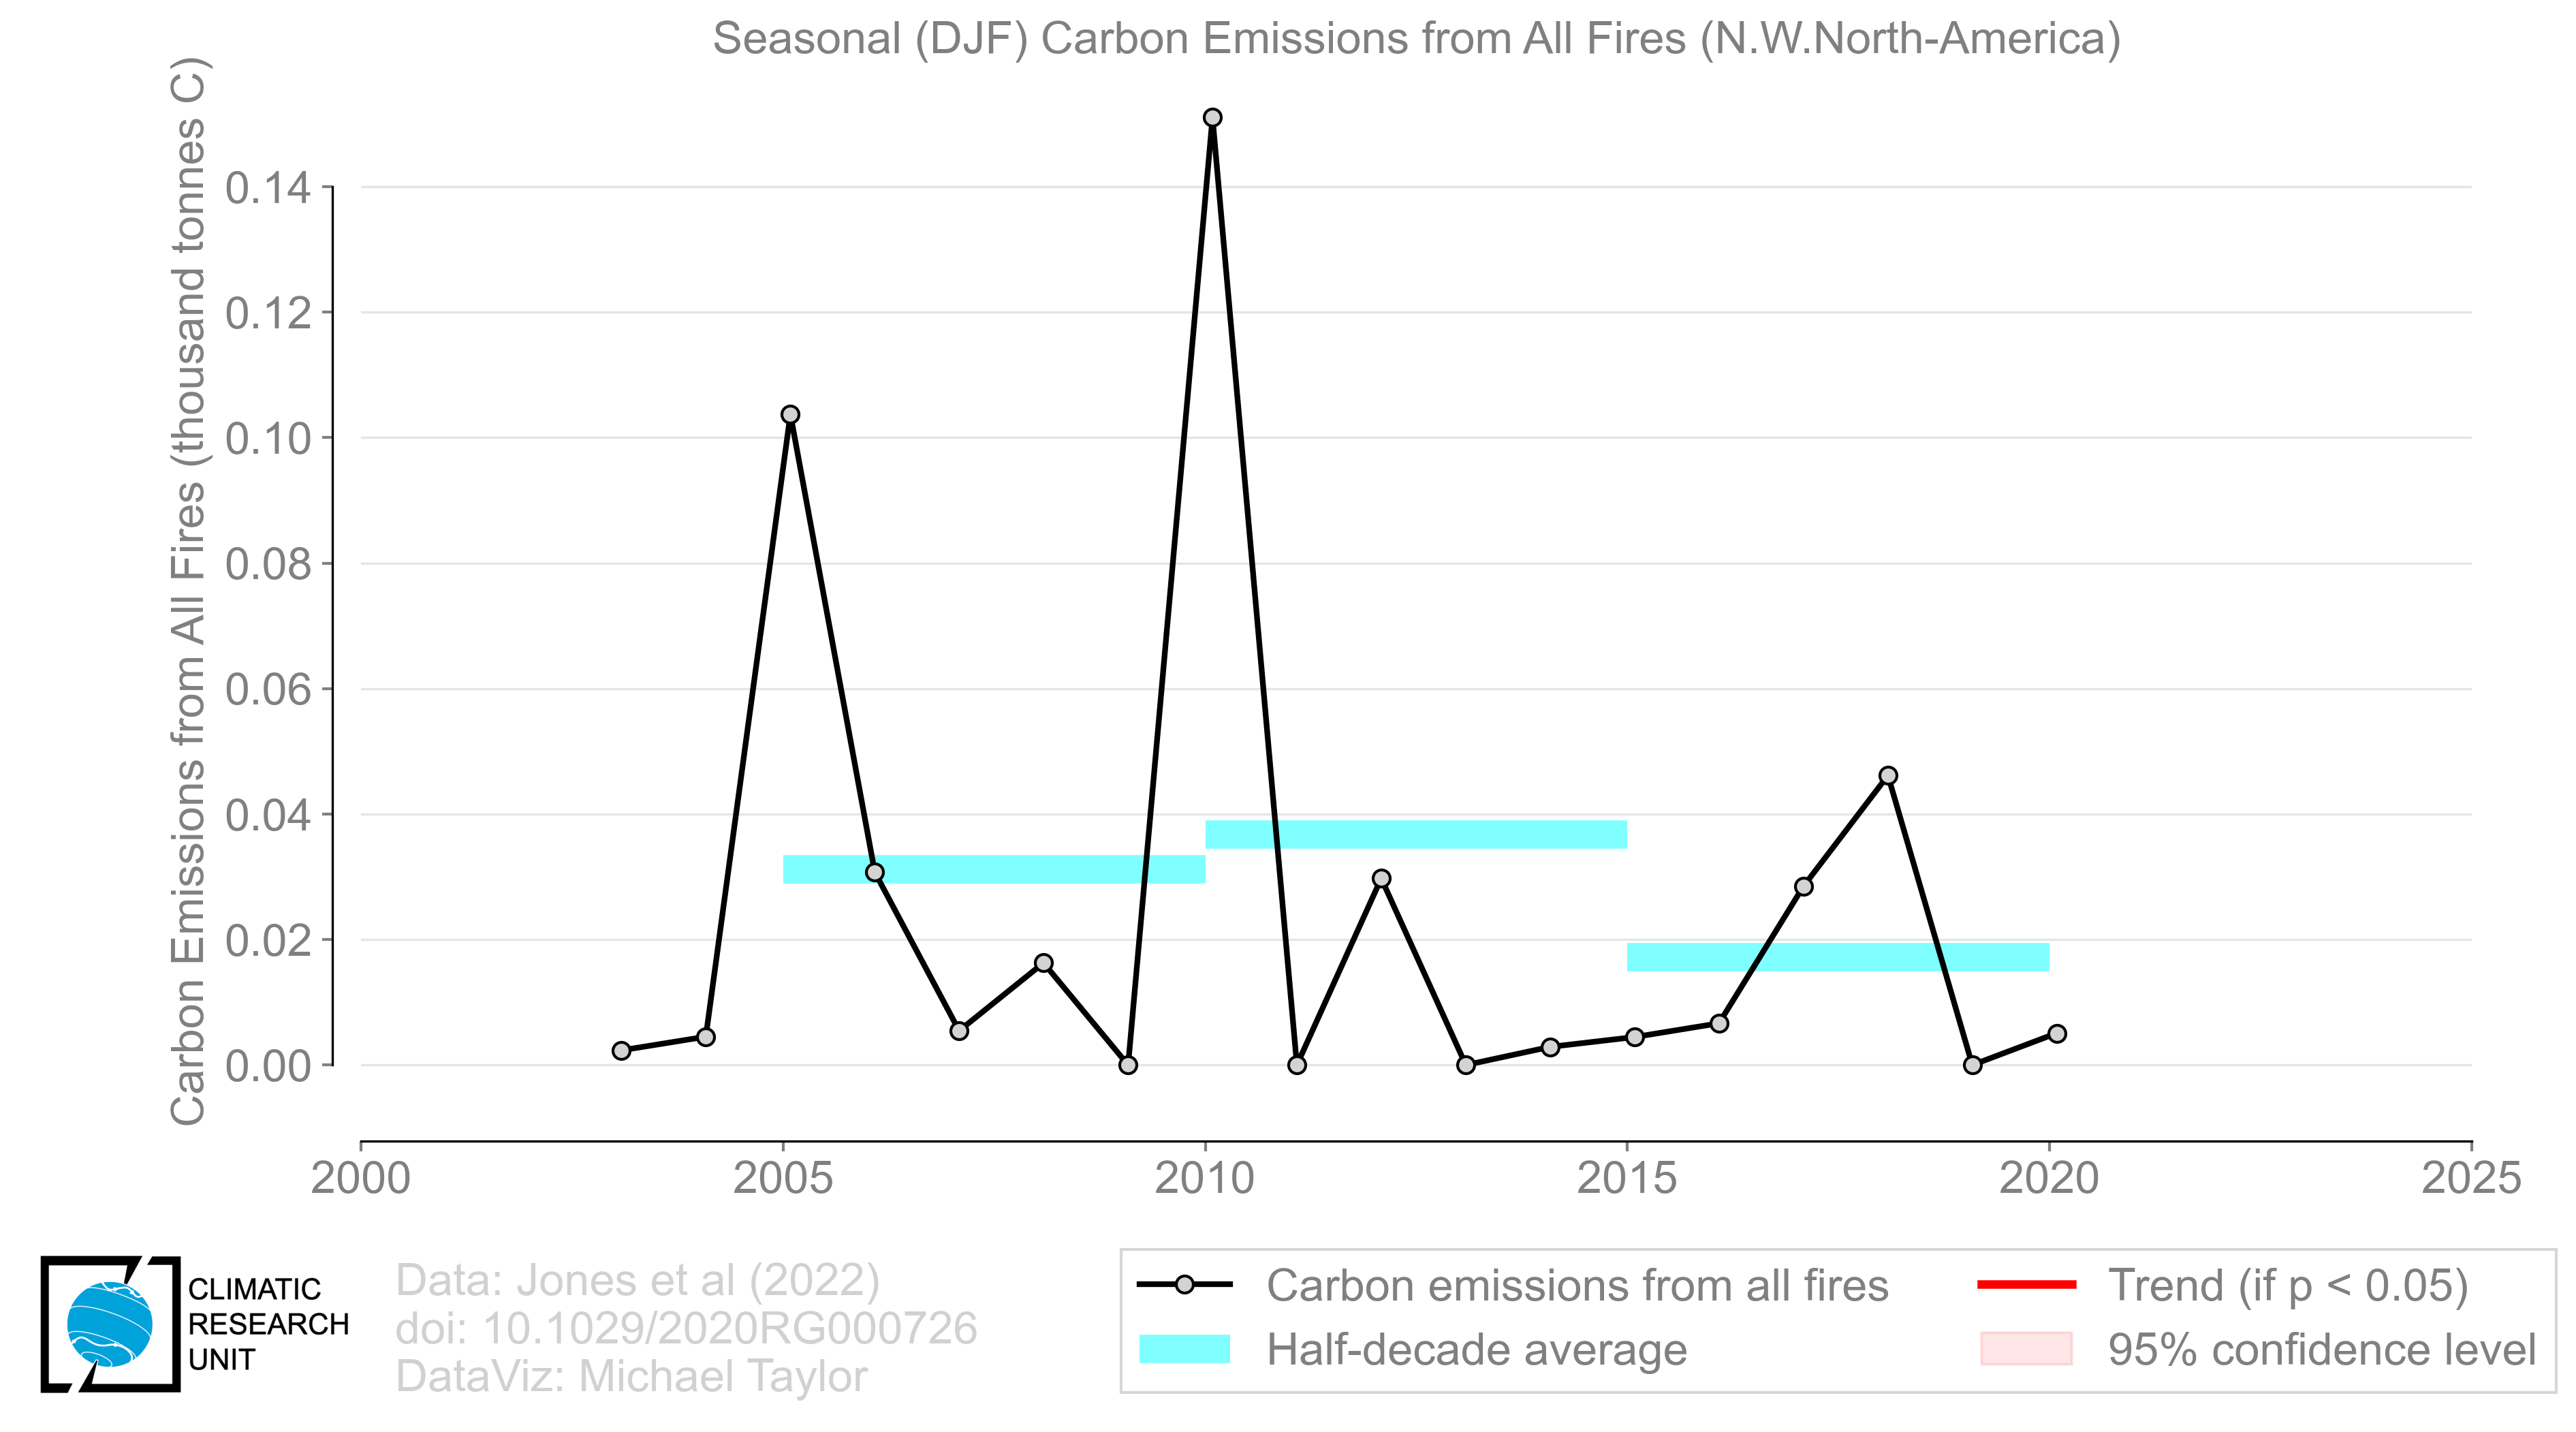 Seasonal (DJF) Carbon Emissions from All Fires (N.W.North-America)
Carbon Emissions from All Fires (thousand tonnes C)
0.14
0.12
0.10
0.08
0.06
0.04
0.02
0.00
2000
2005
2010
2015
2020
2025
CLIMATIC
RESEARCH
UNIT
Data: Jones et al (2022)
doi: 10.1029/2020RG000726
DataViz: Michael Taylor
Carbon emissions from all fires
Half-decade average
Trend (if p < 0.05)
95% confidence level